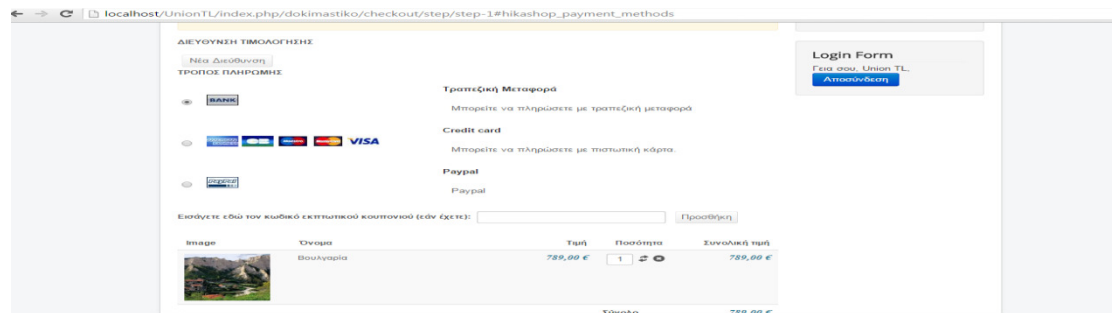 localhost/UnionTL/index.php/dokimastiko/checkout/step/step-1#hikashop_payment_methods
ΔΙΕΥΘΥΝΣΗ ΤΙΜΟΛΟΓΗΣΗΣ
Νέα Διεύθυνση
ΤΡΟΠΟΣ ΠΛΗΡΩΜΗΣ
Login Form
Γεια σου, Union TL,
Αποσύνδεση
BANK
Τραπεζική Μεταφορά
Μπορείτε να πληρώσετε με τραπεζική μεταφορά
VISA
Credit card
Μπορείτε να πληρώσετε με πιστωτική κάρτα.
PayPal
Paypal
Paypal
Εισάγετε εδώ τον κωδικό εκπτωτικού κουπονιού (εάν έχετε):
Προσθήκη
Image Όνομα Τιμή Ποσότητα Συνολική τιμή
Βουλγαρία 789,00 € 1 789,00 €
Σύνολο 789,00 €